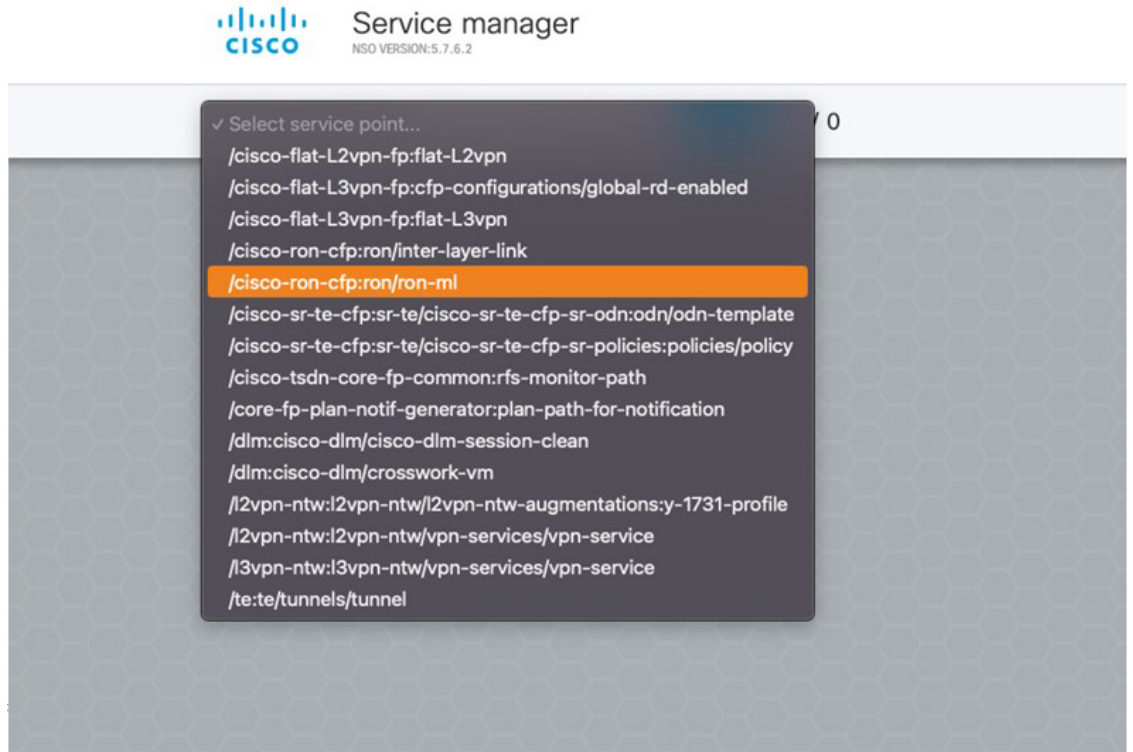 CISCO
Service manager
NSO VERSION:5.7.6.2
✓ Select service point...
/ 0
/cisco-flat-L2vpn-fp:flat-L2vpn
/cisco-flat-L3vpn-fp:cfp-configurations/global-rd-enabled
/cisco-flat-L3vpn-fp:flat-L3vpn
/cisco-ron-cfp:ron/inter-layer-link
/cisco-ron-cfp:ron/ron-ml
/cisco-sr-te-cfp:sr-te/cisco-sr-te-cfp-sr-odn:odn/odn-template
/cisco-sr-te-cfp:sr-te/cisco-sr-te-cfp-sr-policies:policies/policy
/cisco-tsdn-core-fp-common:rfs-monitor-path
/core-fp-plan-notif-generator:plan-path-for-notification
/dlm:cisco-dlm/cisco-dlm-session-clean
/dlm:cisco-dlm/crosswork-vm
/l2vpn-ntw:l2vpn-ntw/l2vpn-ntw-augmentations:y-1731-profile
/l2vpn-ntw:l2vpn-ntw/vpn-services/vpn-service
/l3vpn-ntw:l3vpn-ntw/vpn-services/vpn-service
/te:te/tunnels/tunnel